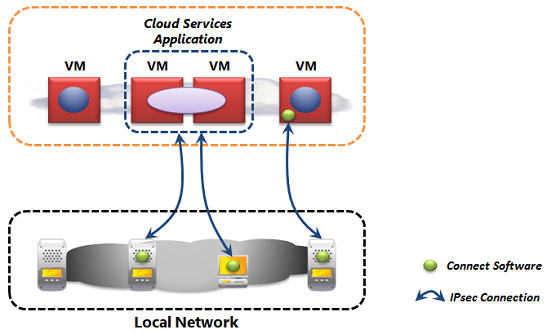 Cloud Services
Application
VM
VM
VM
VM
Connect Software
IPsec Connection
Local Network